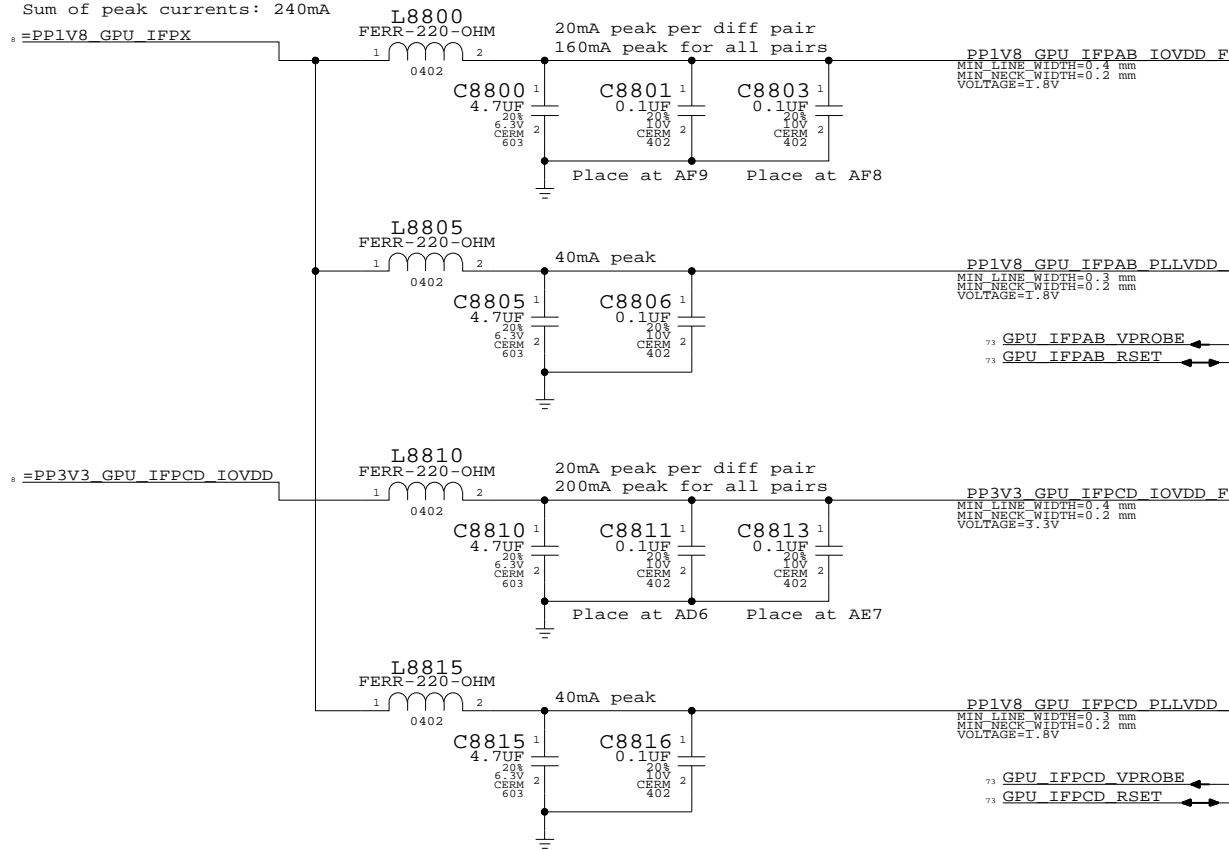 Sum of peak currents: 240mA
8 =PP1V8_GPU_IFPX
L8800
FERR-220-OHM
1 2
0402
20mA peak per diff pair
160mA peak for all pairs
PP1V8_GPU_IFPAB_IOVDD_F
MIN_LINE_WIDTH=0.4 mm
MIN_NECK_WIDTH=0.2 mm
VOLTAGE=1.8V
C8800 1
4.7UF
20%
6.3V
CERM
603
2
C8801 1
0.1UF
20%
10V
CERM
402
2
C8803 1
0.1UF
20%
10V
CERM
402
2
Place at AF9
Place at AF8
L8805
FERR-220-OHM
1 2
0402
40mA peak
PP1V8_GPU_IFPAB_PLLVDD_
MIN_LINE_WIDTH=0.3 mm
MIN_NECK_WIDTH=0.2 mm
VOLTAGE=1.8V
C8805 1
4.7UF
20%
6.3V
CERM
603
2
C8806 1
0.1UF
20%
10V
CERM
402
2
73 GPU_IFPAB_VPROBE
73 GPU_IFPAB_RSET
8 =PP3V3_GPU_IFPCD_IOVDD
L8810
FERR-220-OHM
1 2
0402
20mA peak per diff pair
200mA peak for all pairs
PP3V3_GPU_IFPCD_IOVDD_F
MIN_LINE_WIDTH=0.4 mm
MIN_NECK_WIDTH=0.2 mm
VOLTAGE=3.3V
C8810 1
4.7UF
20%
6.3V
CERM
603
2
C8811 1
0.1UF
20%
10V
CERM
402
2
C8813 1
0.1UF
20%
10V
CERM
402
2
Place at AD6
Place at AE7
L8815
FERR-220-OHM
1 2
0402
40mA peak
PP1V8_GPU_IFPCD_PLLVDD_
MIN_LINE_WIDTH=0.3 mm
MIN_NECK_WIDTH=0.2 mm
VOLTAGE=1.8V
C8815 1
4.7UF
20%
6.3V
CERM
603
2
C8816 1
0.1UF
20%
10V
CERM
402
2
73 GPU_IFPCD_VPROBE
73 GPU_IFPCD_RSET